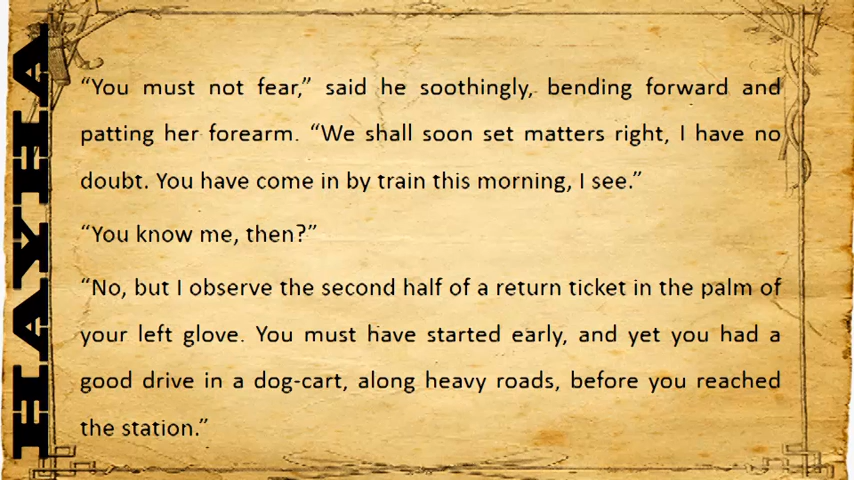 HAYHA
“You must not fear,” said he soothingly, bending forward and
patting her forearm. “We shall soon set matters right, I have no
doubt. You have come in by train this morning, I see.”
“You know me, then?”
“No, but I observe the second half of a return ticket in the palm of
your left glove. You must have started early, and yet you had a
good drive in a dog-cart, along heavy roads, before you reached
the station.”